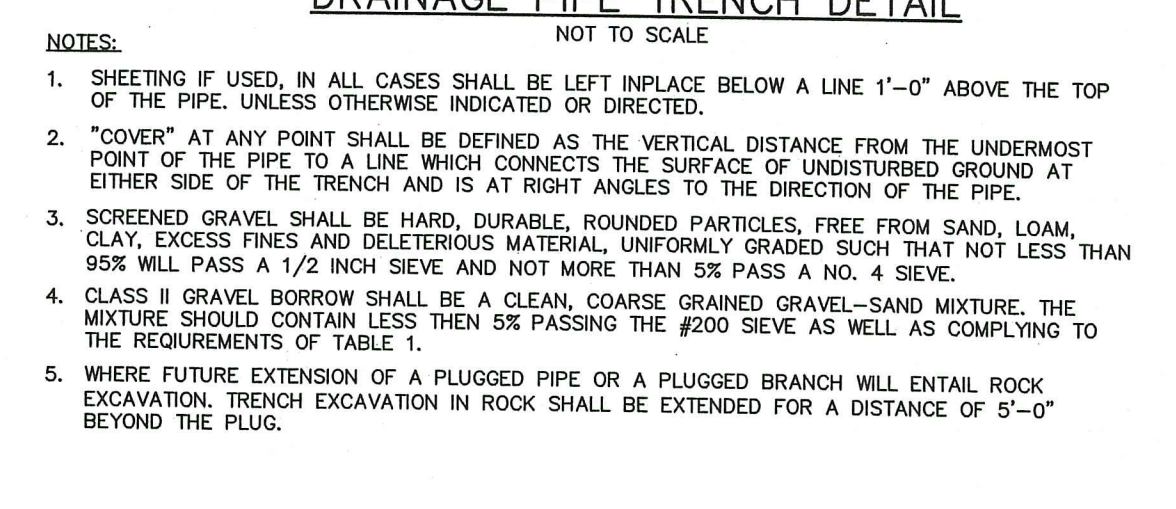 DRAINAGE PIPE TRENCH DETAIL
NOT TO SCALE
NOTES:
1. SHEETING IF USED, IN ALL CASES SHALL BE LEFT INPLACE BELOW A LINE 1'-0" ABOVE THE TOP
OF THE PIPE. UNLESS OTHERWISE INDICATED OR DIRECTED.
2. "COVER" AT ANY POINT SHALL BE DEFINED AS THE VERTICAL DISTANCE FROM THE UNDERMOST
POINT OF THE PIPE TO A LINE WHICH CONNECTS THE SURFACE OF UNDISTURBED GROUND AT
EITHER SIDE OF THE TRENCH AND IS AT RIGHT ANGLES TO THE DIRECTION OF THE PIPE.
3. SCREENED GRAVEL SHALL BE HARD, DURABLE, ROUNDED PARTICLES, FREE FROM SAND, LOAM,
CLAY, EXCESS FINES AND DELETERIOUS MATERIAL, UNIFORMLY GRADED SUCH THAT NOT LESS THAN
95% WILL PASS A 1/2 INCH SIEVE AND NOT MORE THAN 5% PASS A NO. 4 SIEVE.
4. CLASS II GRAVEL BORROW SHALL BE A CLEAN, COARSE GRAINED GRAVEL-SAND MIXTURE. THE
MIXTURE SHOULD CONTAIN LESS THEN 5% PASSING THE #200 SIEVE AS WELL AS COMPLYING TO
THE REQIUREMENTS OF TABLE 1.
5. WHERE FUTURE EXTENSION OF A PLUGGED PIPE OR A PLUGGED BRANCH WILL ENTAIL ROCK
EXCAVATION. TRENCH EXCAVATION IN ROCK SHALL BE EXTENDED FOR A DISTANCE OF 5'-0"
BEYOND THE PLUG.